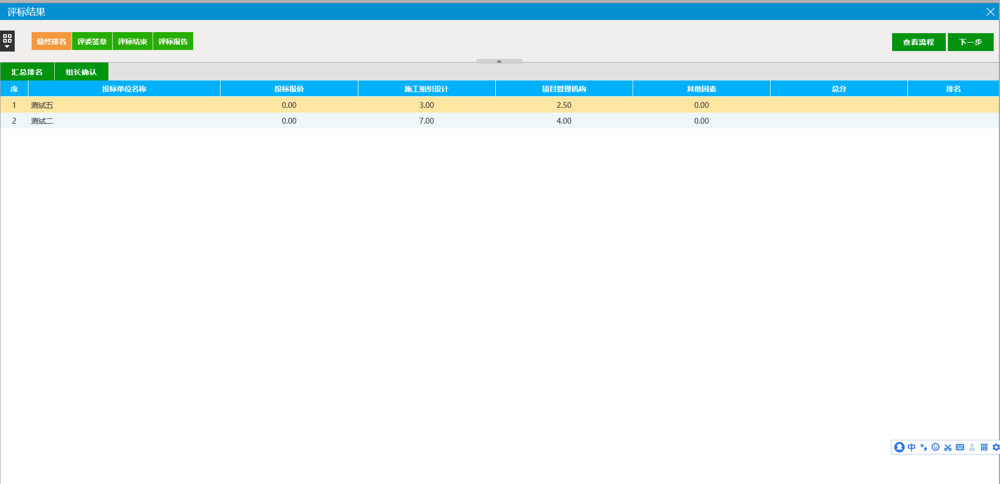 评标结果
最终排名 评委签章 评标结束 评标报告 查看流程 下一步
汇总排名 组长确认
序 投标单位名称 投标报价 施工组织设计 项目管理机构 其他因素 总分 排名
1 测试五 0.00 3.00 2.50 0.00
2 测试二 0.00 7.00 4.00 0.00
中 简